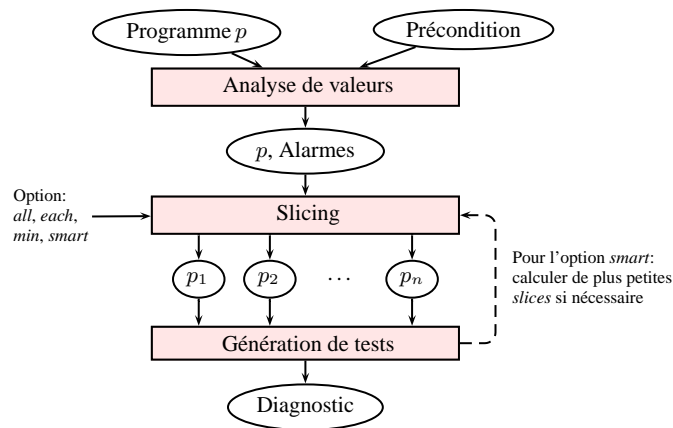 Programme p
Précondition
Analyse de valeurs
p, Alarmes
Option:
all, each,
min, smart
Slicing
Pour l'option smart:
calculer de plus petites
slices si nécessaire
p1 p2 ... pn
Génération de tests
Diagnostic